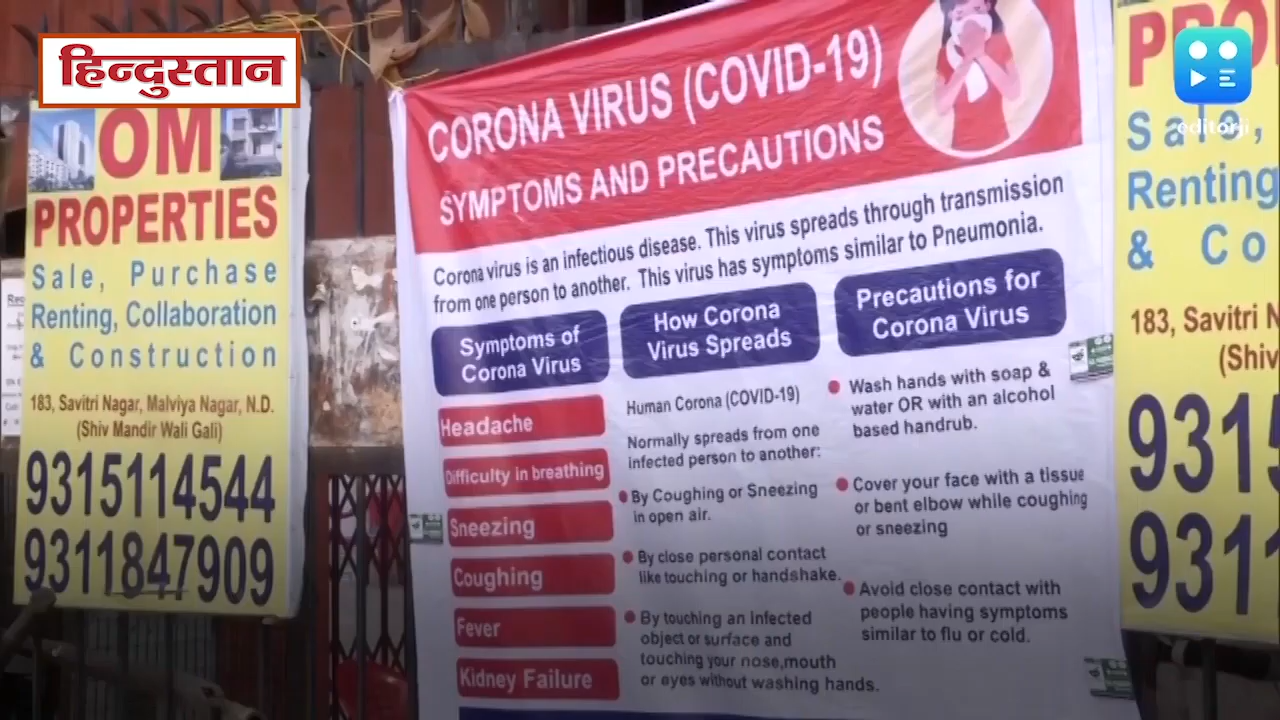 हिन्दुस्तान
editorji
OM
PROPERTIES
Sale, Purchase
Renting, Collaboration
& Construction
183, Savitri Nagar, Malviya Nagar, N.D.
(Shiv Mandir Wali Gali)
9315114544
9311847909
CORONA VIRUS (COVID-19)
SYMPTOMS AND PRECAUTIONS
Corona virus is an infectious disease. This virus spreads through transmission
from one person to another. This virus has symptoms similar to Pneumonia.
Symptoms of
Corona Virus
Headache
Difficulty in breathing
Sneezing
Coughing
Fever
Kidney Failure
How Corona
Virus Spreads
Human Corona (COVID-19)
Normally spreads from one
infected person to another:
By Coughing or Sneezing
in open air.
By close personal contact
like touching or handshake.
By touching an infected
object or surface and
touching your nose,mouth
or eyes without washing hands.
Precautions for
Corona Virus
Wash hands with soap &
water OR with an alcohol
based handrub.
Cover your face with a tissue
or bent elbow while coughing
or sneezing
Avoid close contact with
people having symptoms
similar to flu or cold.
Sale,
Renting
& Co
183, Savitri N
(Shiv
9315
9311